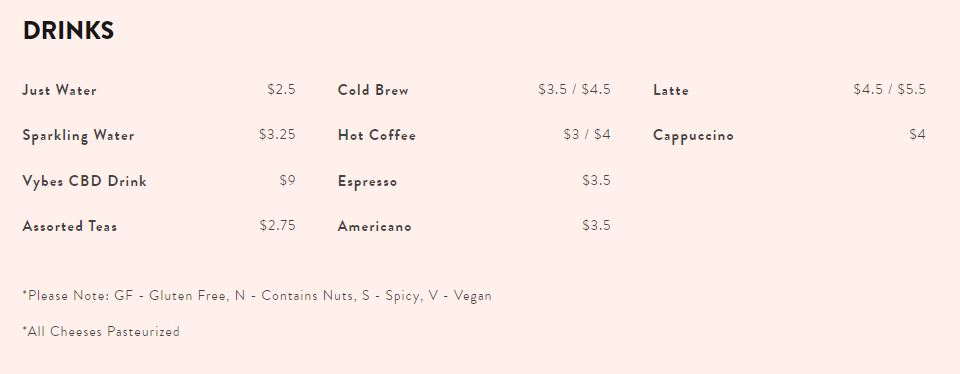 DRINKS
Just Water $2.5
Sparkling Water $3.25
Vybes CBD Drink $9
Assorted Teas $2.75
Cold Brew $3.5 / $4.5
Hot Coffee $3 / $4
Espresso $3.5
Americano $3.5
Latte $4.5 / $5.5
Cappuccino $4
*Please Note: GF - Gluten Free, N - Contains Nuts, S - Spicy, V - Vegan
*All Cheeses Pasteurized